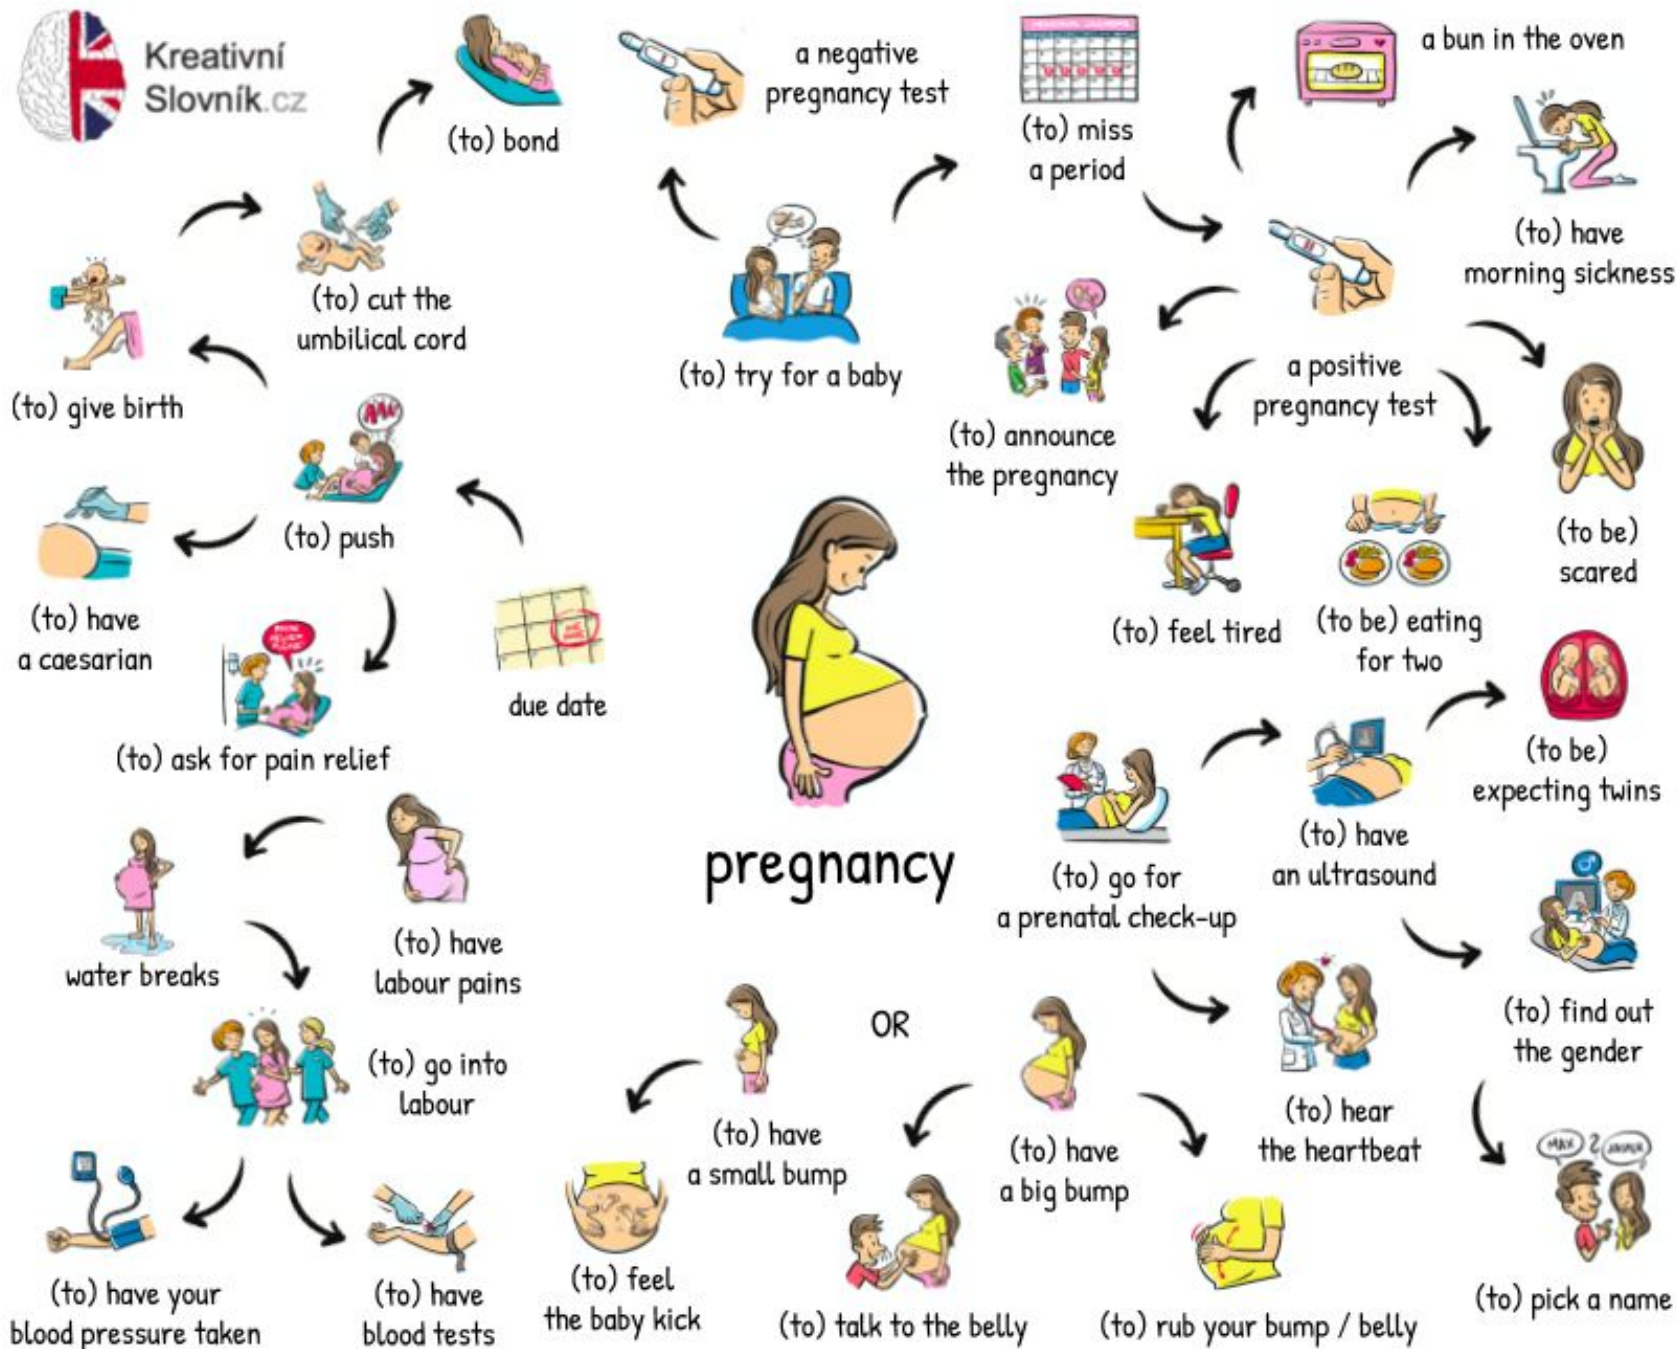 Kreativní
Slovník.cz
(to) bond
a negative
pregnancy test
(to) miss
a period
a bun in the oven
(to) have
morning sickness
(to) cut the
umbilical cord
(to) give birth
(to) try for a baby
(to) announce
the pregnancy
a positive
pregnancy test
(to be)
scared
(to) push
(to) have
a caesarian
due date
(to) ask for pain relief
(to) feel tired
(to be) eating
for two
(to be)
expecting twins
(to) have
an ultrasound
(to) go for
a prenatal check-up
pregnancy
water breaks
(to) have
labour pains
(to) go into
labour
OR
(to) have
a small bump
(to) have
a big bump
(to) hear
the heartbeat
(to) find out
the gender
MAX
?
(to) pick a name
(to) have your
blood pressure taken
(to) have
blood tests
(to) feel
the baby kick
(to) talk to the belly
(to) rub your bump / belly